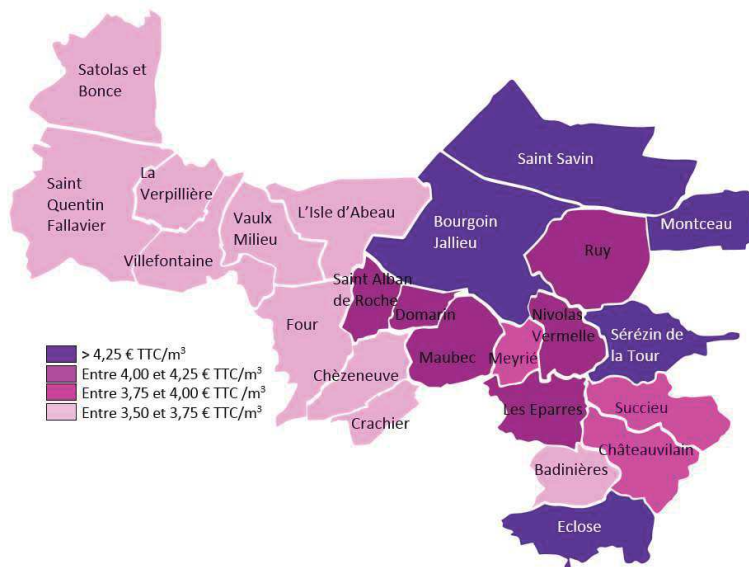 Satolas et
Bonce
Saint Savin
La
Verpillière
Saint
Quentin
Fallavier
L'Isle d'Abeau
Vaulx
Milieu
Bourgoin
Jallieu
Montceau
Ruy
Villefontaine
Saint Alban
de Roche
Domarin
Nivolas
Vermelle
Four
Sérézin de
la Tour
Maubec
Meyrié
Chèzeneuve
Crachier
Les Eparres
Succieu
Châteauvilain
Badinières
Eclose
> 4,25 € TTC/m³
Entre 4,00 et 4,25 € TTC/m³
Entre 3,75 et 4,00 € TTC /m³
Entre 3,50 et 3,75 € TTC/m³